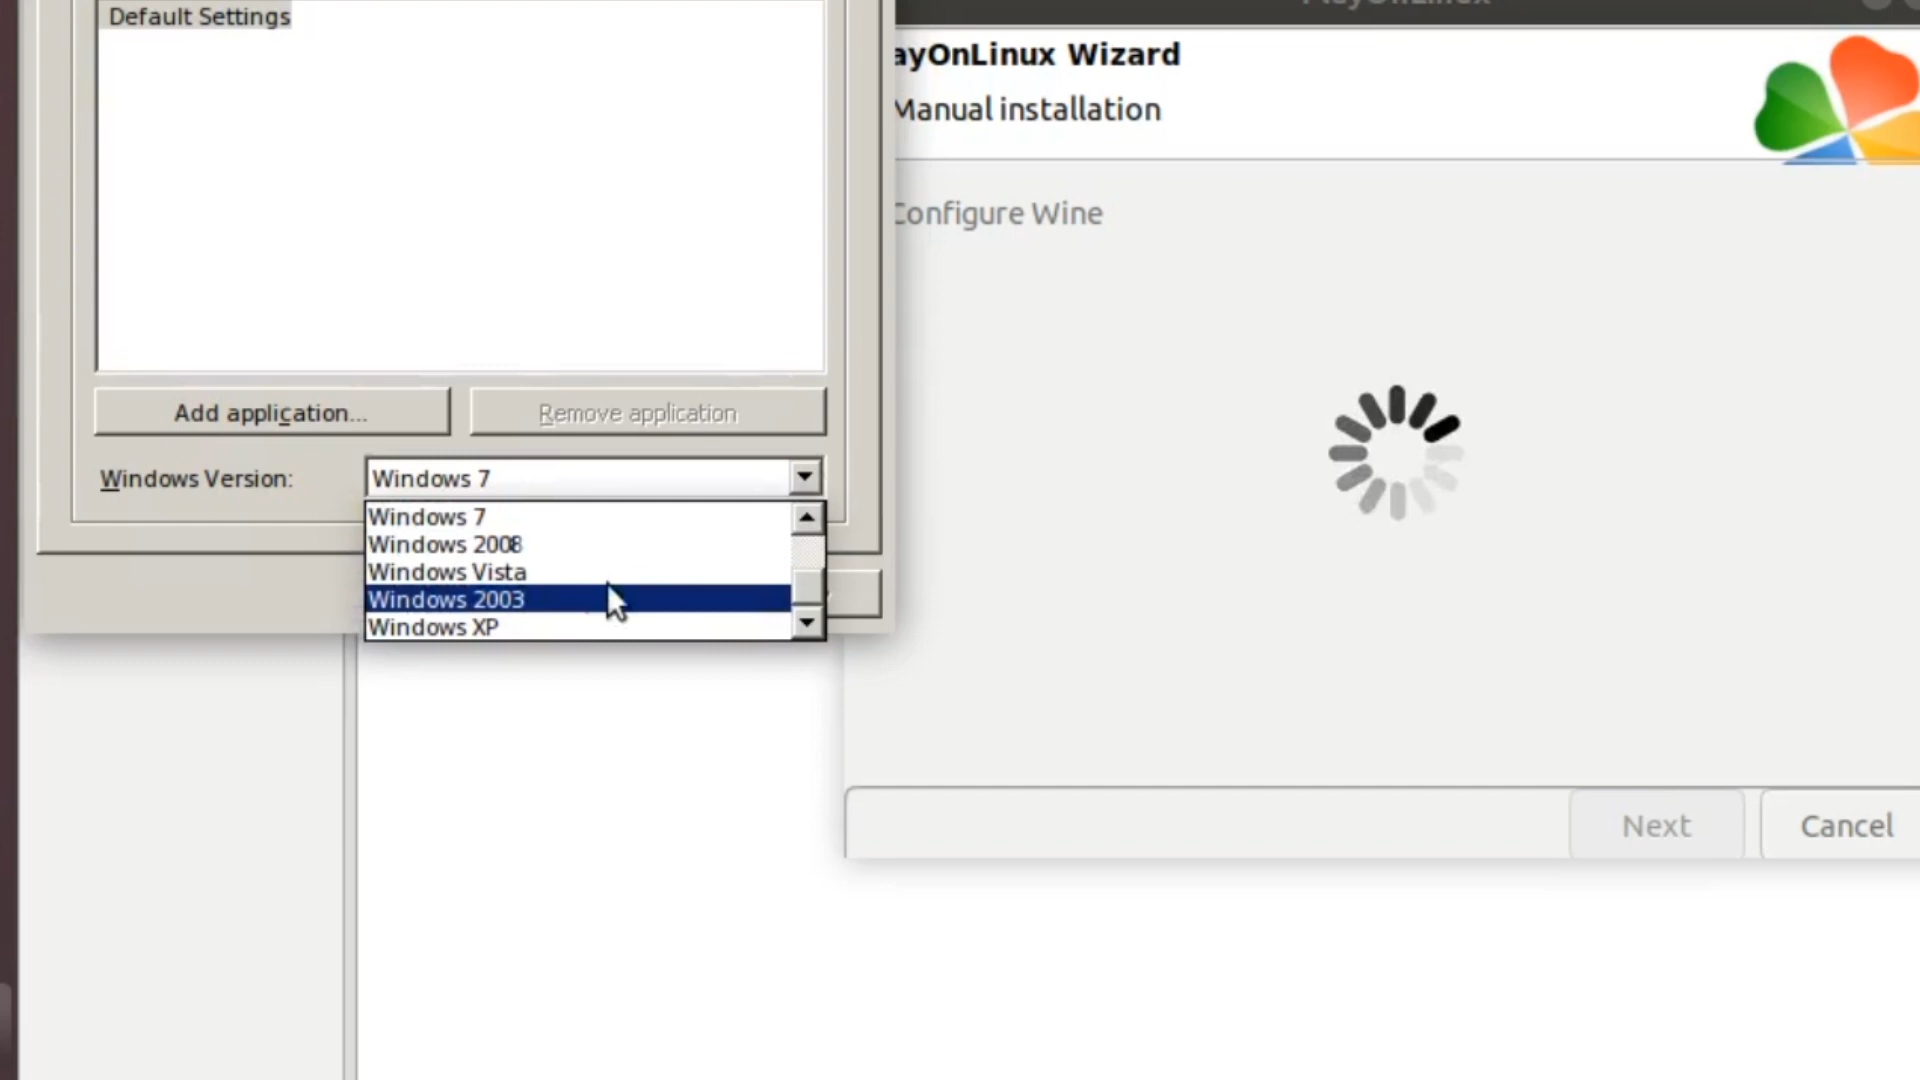 Default Settings
Add application...
Remove application
Windows Version:
Windows 7
Windows 7
Windows 2008
Windows Vista
Windows 2003
Windows XP
PlayOnLinux
ayOnLinux Wizard
Manual installation
Configure Wine
Next
Cancel